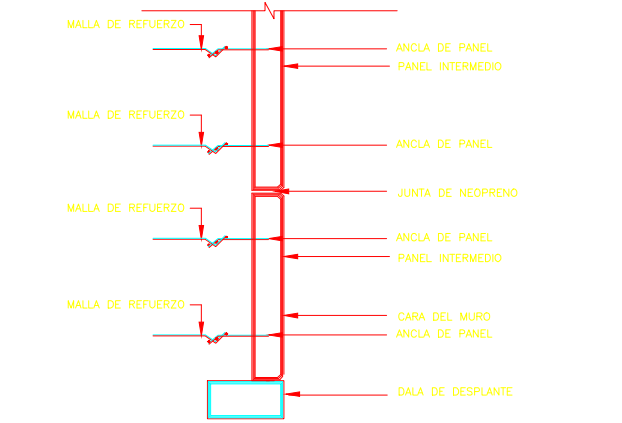 MALLA DE REFUERZO
ANCLA DE PANEL
PANEL INTERMEDIO
MALLA DE REFUERZO
ANCLA DE PANEL
JUNTA DE NEOPRENO
MALLA DE REFUERZO
ANCLA DE PANEL
PANEL INTERMEDIO
MALLA DE REFUERZO
CARA DEL MURO
ANCLA DE PANEL
DALA DE DESPLANTE